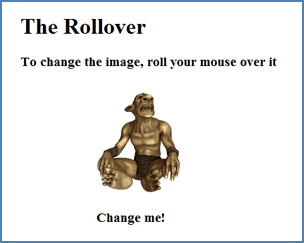 The Rollover
To change the image, roll your mouse over it
Change me!